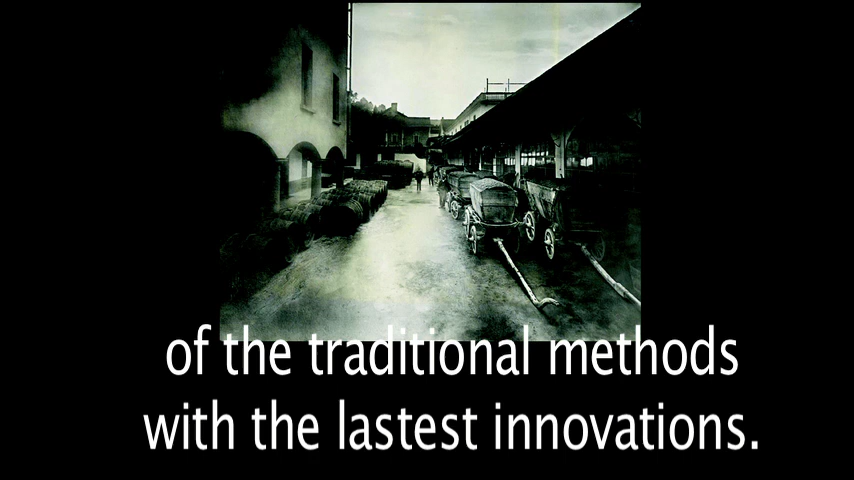 of the traditional methods
with the lastest innovations.